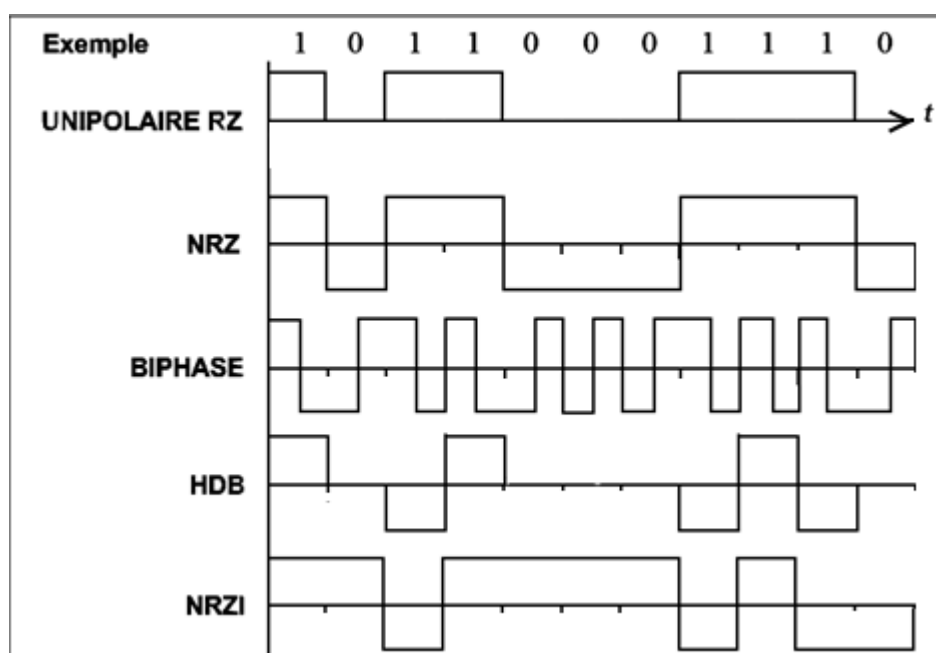 Exemple 1 0 1 1 0 0 0 1 1 1 0
UNIPOLAIRE RZ t
NRZ
BIPHASE
HDB
NRZI